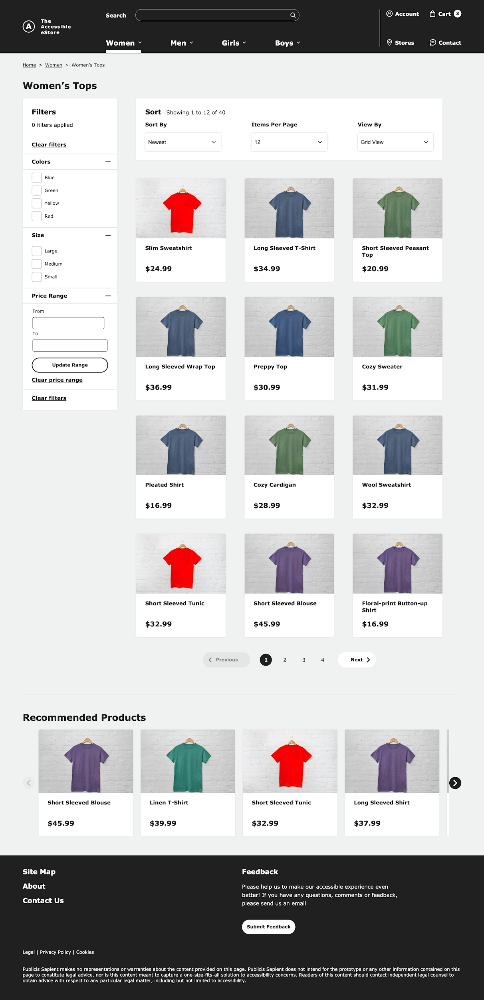 A
The
Accessible
eStore
Search
Account
Cart 3
Women
Men
Girls
Boys
Stores
Contact
Home > Women > Women’s Tops
Women’s Tops
Filters
0 filters applied
Clear filters
Colors
Blue
Green
Yellow
Red
Size
Large
Medium
Small
Price Range
From
To
Update Range
Clear price range
Clear filters
Sort Showing 1 to 12 of 40
Sort By
Newest
Items Per Page
12
View By
Grid View
Slim Sweatshirt
$24.99
Long Sleeved T-Shirt
$34.99
Short Sleeved Peasant
Top
$20.99
Long Sleeved Wrap Top
$36.99
Preppy Top
$30.99
Cozy Sweater
$31.99
Pleated Shirt
$16.99
Cozy Cardigan
$28.99
Wool Sweatshirt
$32.99
Short Sleeved Tunic
$32.99
Short Sleeved Blouse
$45.99
Floral-print Button-up
Shirt
$16.99
Previous 1 2 3 4 Next
Recommended Products
Short Sleeved Blouse
$45.99
Linen T-Shirt
$39.99
Short Sleeved Tunic
$32.99
Long Sleeved Shirt
$37.99
Site Map
About
Contact Us
Feedback
Please help us to make our accessible experience even
better! If you have any questions, comments or feedback,
please send us an email
Submit Feedback
Legal | Privacy Policy | Cookies
Publicis Sapient makes no representations or warranties about the content provided on this page. Publicis Sapient does not intend for the prototype or any other information contained on this
page to constitute legal advice, nor is this content meant to capture a one-size-fits-all solution to accessibility concerns. Readers of this content should contact independent legal counsel to
obtain advice with respect to any particular legal matter, including but not limited to accessibility.